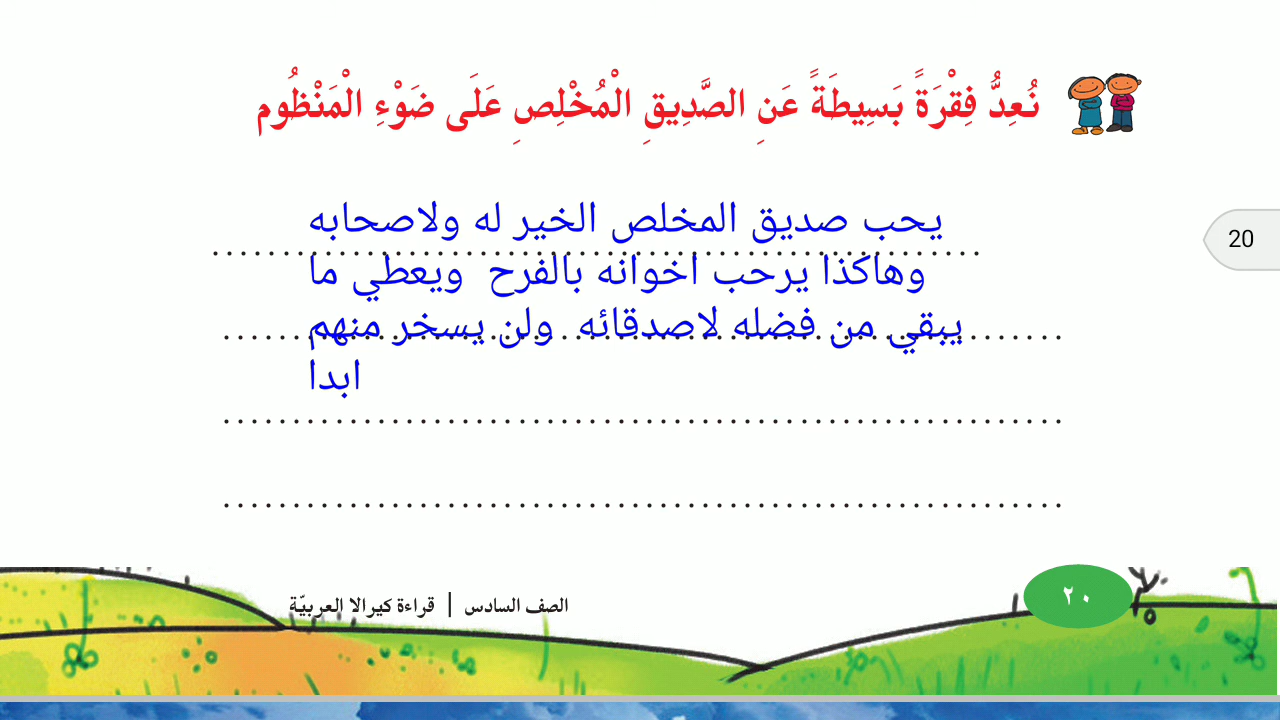 نُعِدُّ فِقْرَةً بَسِيطَةً عَنِ الصَّدِيقِ الْمُخْلِصِ عَلَى ضَوْءِ الْمَنْظُومِ
يحب صديق المخلص الخير له ولاصحابه
وهاكذا يرحب اخوانه بالفرح ويعطي ما
يبقي من فضله لاصدقائه ولن يسخر منهم
ابدا
20
٢٠
الصف السادس | قراءة كيرالا العربيّة